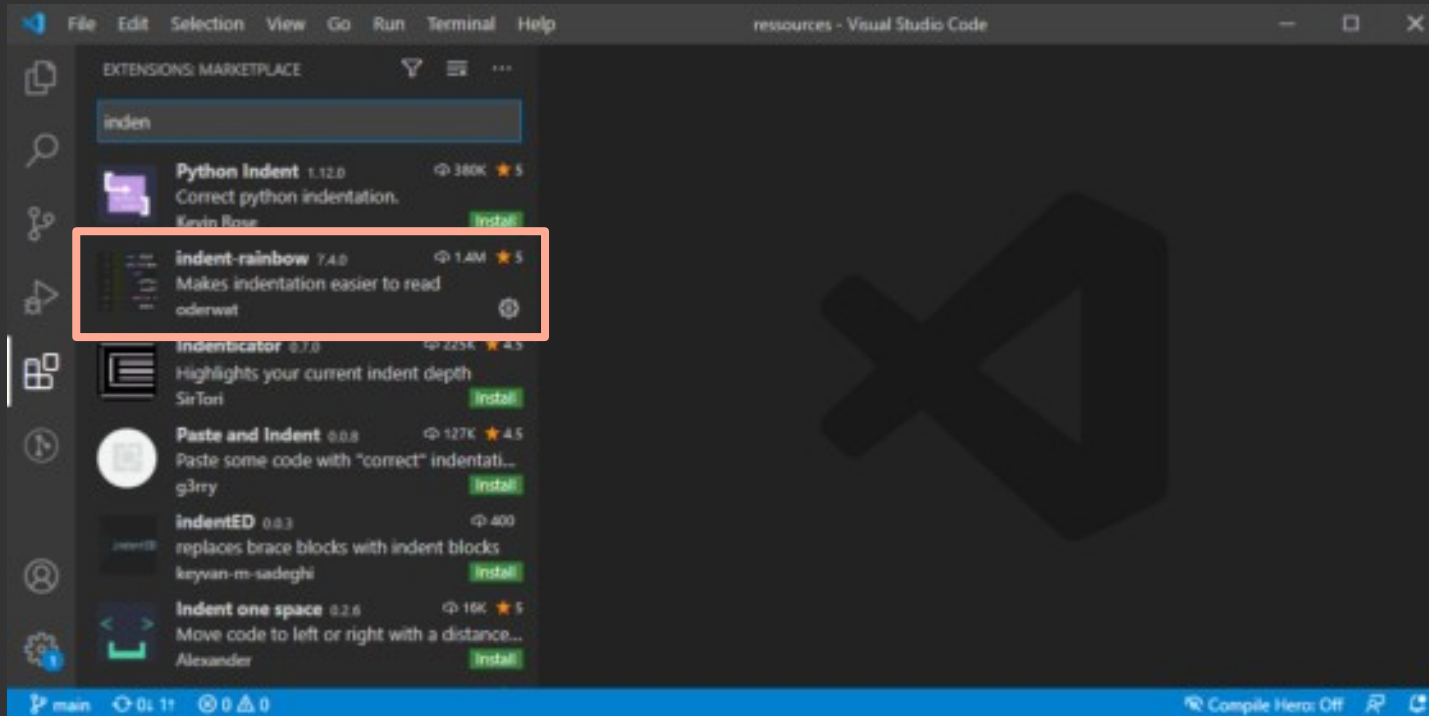 File Edit Selection View Go Run Terminal Help ressources - Visual Studio Code
EXTENSIONS: MARKETPLACE
inden
Python Indent 1.12.0 380K 5
Correct python indentation.
Kevin Rose Install
indent-rainbow 7.4.0 1.4M 5
Makes indentation easier to read
oderwat
Indenticator 0.7.0 225K 4.5
Highlights your current indent depth
SirTori Install
Paste and Indent 0.0.8 127K 4.5
Paste some code with "correct" indentati...
g3rry Install
indentED 0.0.3 400
replaces brace blocks with indent blocks
keyvan-m-sadeghi Install
Indent one space 0.2.6 16K 5
Move code to left or right with a distance...
Alexander Install
1
main 0↓ 1↑ 0 0 Compile Hero: Off